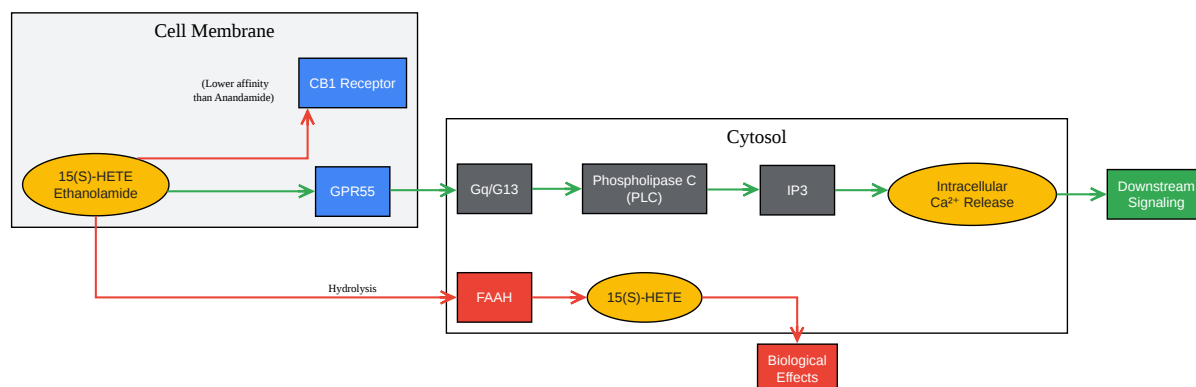 Cell Membrane
(Lower affinity
than Anandamide)
CB1 Receptor
15(S)-HETE
Ethanolamide
GPR55
Cytosol
Gq/G13
Phospholipase C
(PLC)
IP3
Intracellular
Ca²⁺ Release
Downstream
Signaling
Hydrolysis
FAAH
15(S)-HETE
Biological
Effects